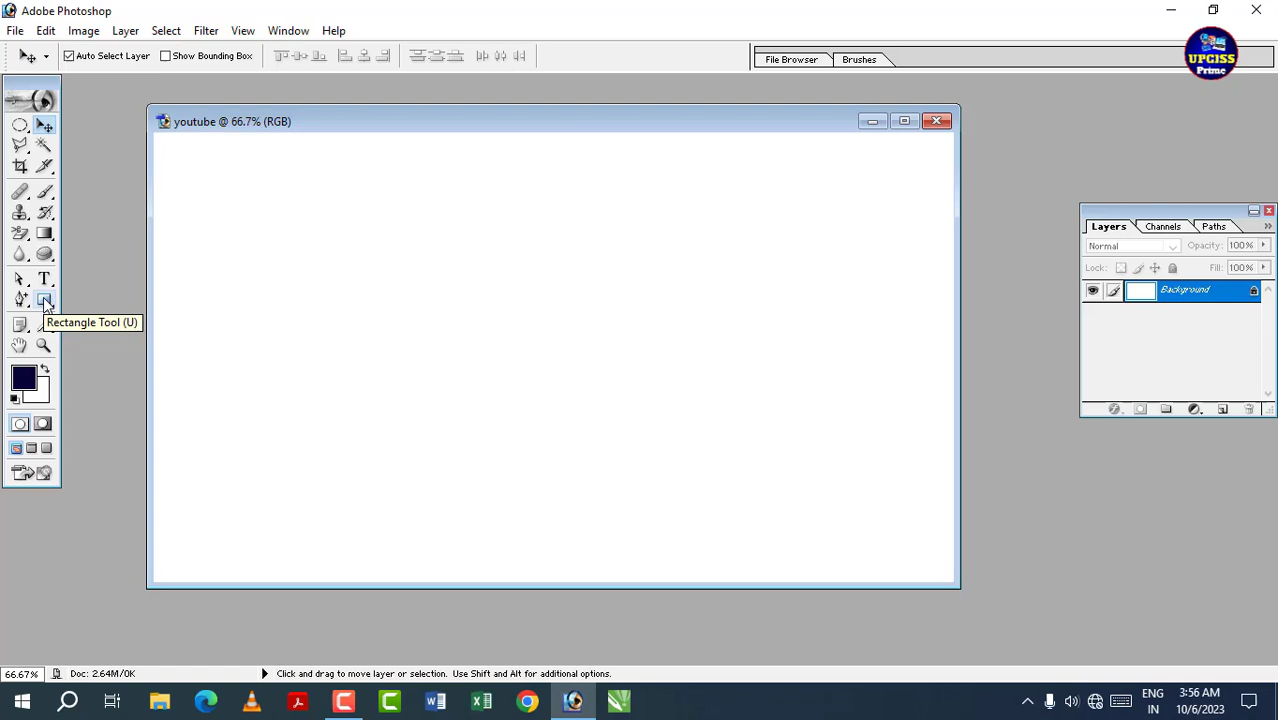 Adobe Photoshop
File Edit Image Layer Select Filter View Window Help
Auto Select Layer Show Bounding Box
File Browser Brushes
UPCISS
Prime
youtube @ 66.7% (RGB)
Layers Channels Paths
Normal Opacity: 100%
Lock: Fill: 100%
Background
T
Rectangle Tool (U)
66.67% Doc: 2.64M/0K Click and drag to move layer or selection. Use Shift and Alt for additional options.
ENG
IN
3:56 AM
10/6/2023